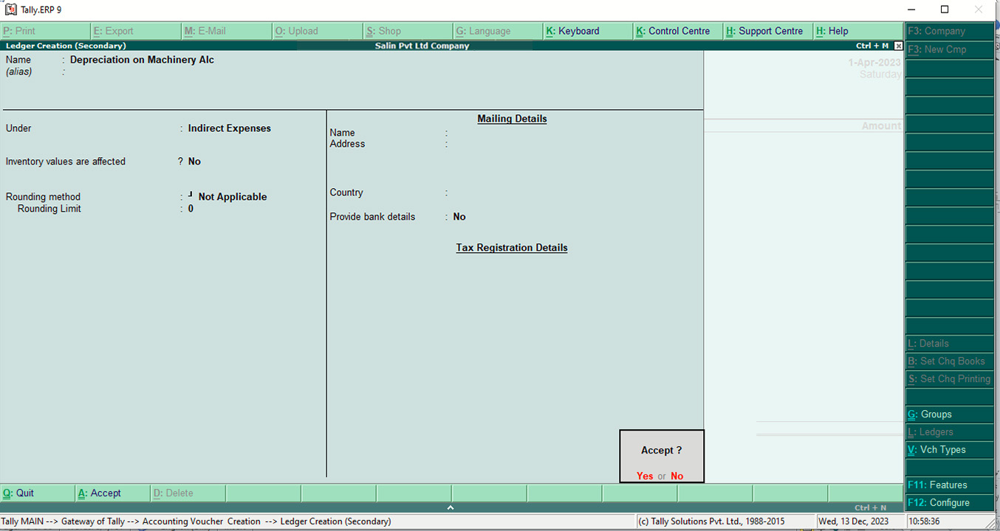 Tally.ERP 9
P: Print E: Export M: E-Mail O: Upload S: Shop G: Language K: Keyboard K: Control Centre H: Support Centre H: Help F3: Company
Ledger Creation (Secondary) Salin Pvt Ltd Company Ctrl + M F3: New Cmp
Name : Depreciation on Machinery Alc 1-Apr-2023
(alias) : Saturday
Mailing Details
Under : Indirect Expenses Amount
Name :
Address :
Inventory values are affected ? No
Country :
Rounding method : Not Applicable
Rounding Limit : 0
Provide bank details : No
Tax Registration Details
L: Details
B: Set Chq Books
S: Set Chq Printing
G: Groups
L: Ledgers
V: Vch Types
Accept ?
Yes or No
F11: Features
Q: Quit A: Accept D: Delete
F12: Configure
Ctrl + N
Tally MAIN --> Gateway of Tally --> Accounting Voucher Creation --> Ledger Creation (Secondary) (c) Tally Solutions Pvt. Ltd., 1988-2015 Wed, 13 Dec, 2023 10:58:36